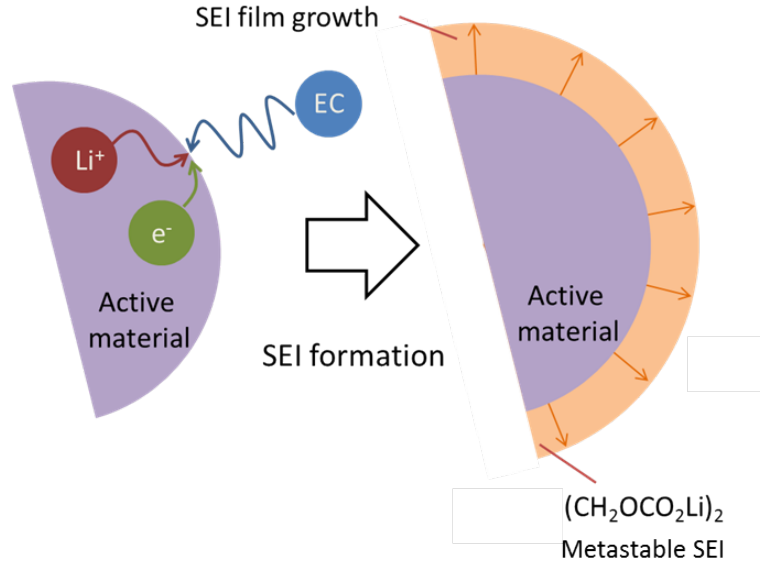 SEI film growth
EC
Li⁺
e⁻
Active
material
SEI formation
Active
material
(CH₂OCO₂Li)₂
Metastable SEI